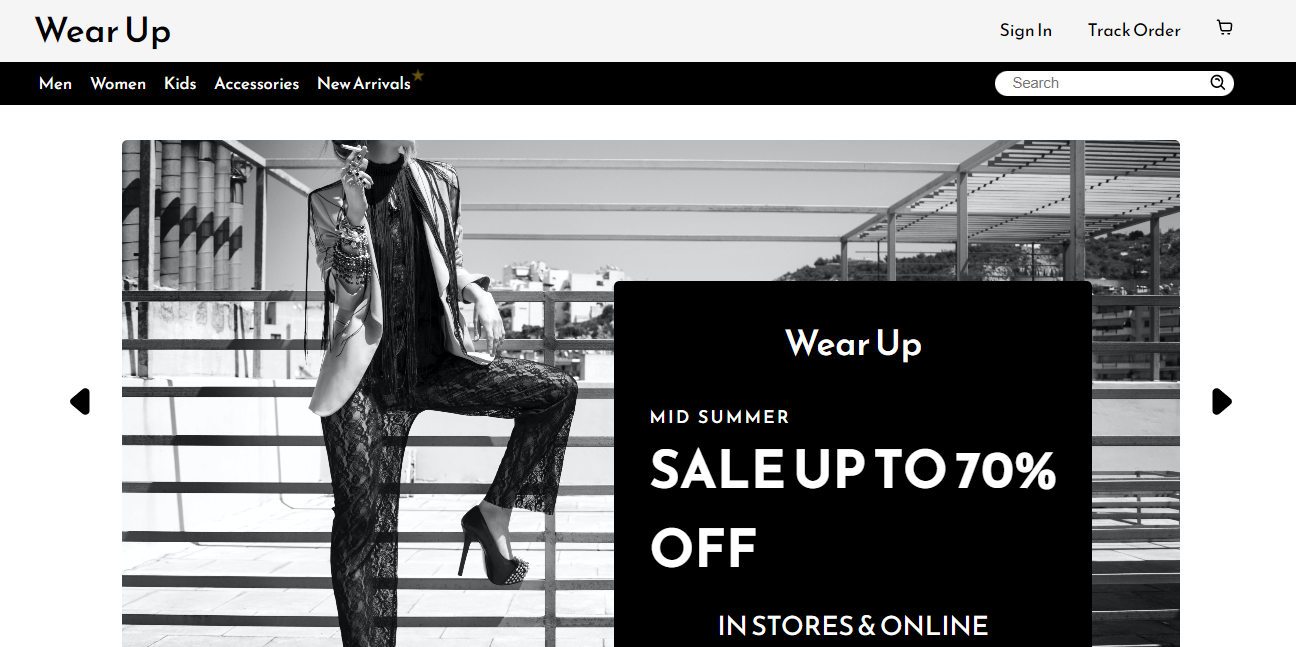 Wear Up
Sign In
Track Order
Men
Women
Kids
Accessories
New Arrivals
Search
Wear Up
MID SUMMER
SALE UP TO 70%
OFF
IN STORES & ONLINE